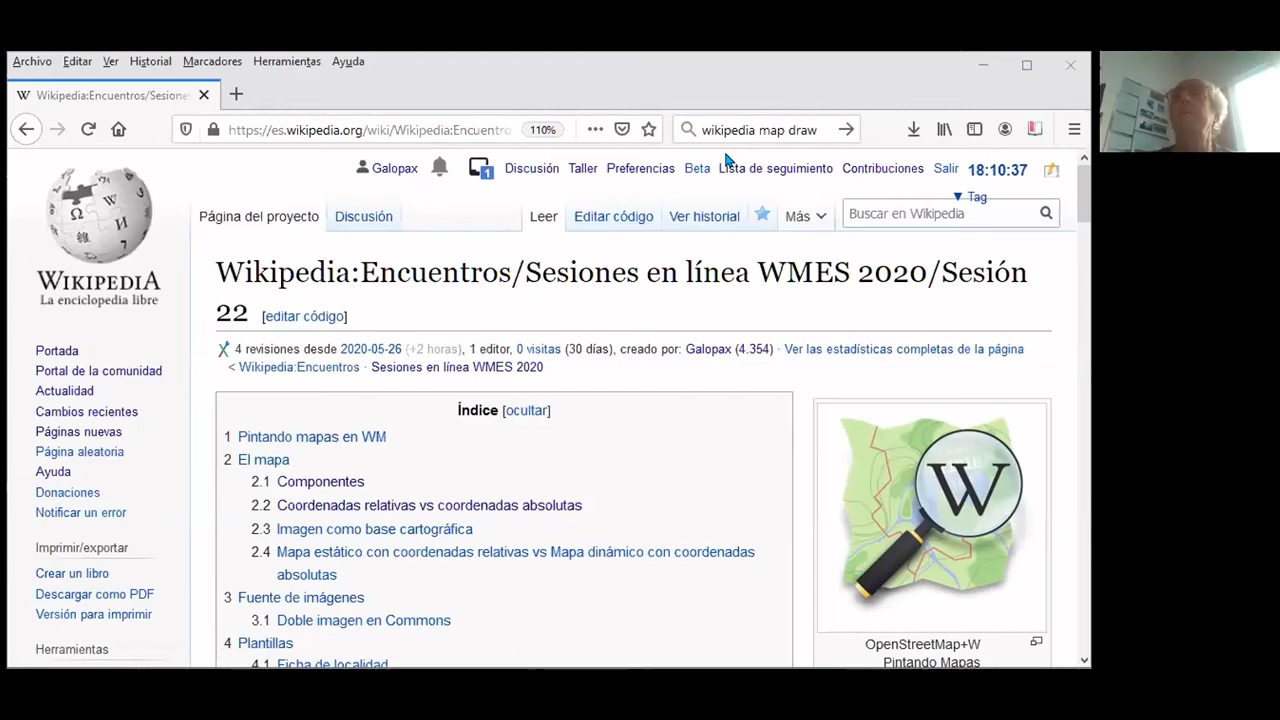 Archivo Editar Ver Historial Marcadores Herramientas Ayuda
W Wikipedia:Encuentros/Sesione
https://es.wikipedia.org/wiki/Wikipedia:Encuentro 110% wikipedia map draw
Galopax 1 Discusión Taller Preferencias Beta Lista de seguimiento Contribuciones Salir 18:10:37
▼ Tag
Página del proyecto Discusión Leer Editar código Ver historial Más Buscar en Wikipedia
WIKIPEDIA
La enciclopedia libre
Wikipedia:Encuentros/Sesiones en línea WMES 2020/Sesión
22 [editar código]
4 revisiones desde 2020-05-26 (+2 horas), 1 editor, 0 visitas (30 días), creado por: Galopax (4.354) · Ver las estadísticas completas de la página
< Wikipedia:Encuentros · Sesiones en línea WMES 2020
Portada
Portal de la comunidad
Actualidad
Cambios recientes
Páginas nuevas
Página aleatoria
Ayuda
Donaciones
Notificar un error
Imprimir/exportar
Crear un libro
Descargar como PDF
Versión para imprimir
Herramientas
Índice [ocultar]
1 Pintando mapas en WM
2 El mapa
2.1 Componentes
2.2 Coordenadas relativas vs coordenadas absolutas
2.3 Imagen como base cartográfica
2.4 Mapa estático con coordenadas relativas vs Mapa dinámico con coordenadas
absolutas
3 Fuente de imágenes
3.1 Doble imagen en Commons
4 Plantillas
4.1 Ficha de localidad
W
OpenStreetMap+W
Pintando Mapas